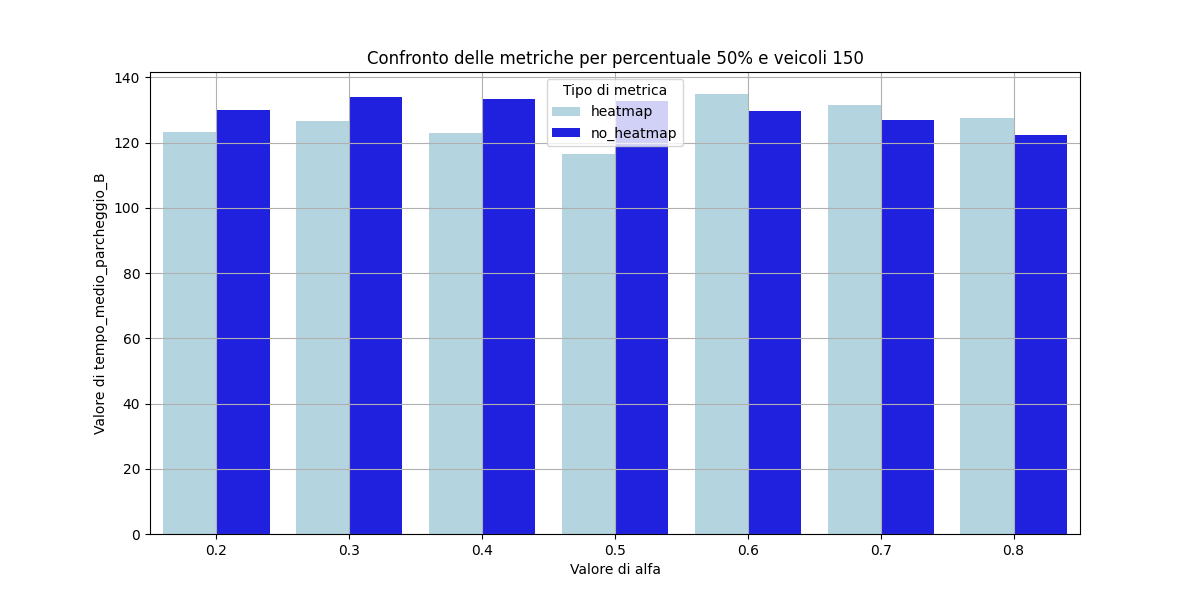 Confronto delle metriche per percentuale 50% e veicoli 150
Valore di tempo_medio_parcheggio_B
140
120
100
80
60
40
20
0
Tipo di metrica
heatmap
no_heatmap
0.2 0.3 0.4 0.5 0.6 0.7 0.8
Valore di alfa